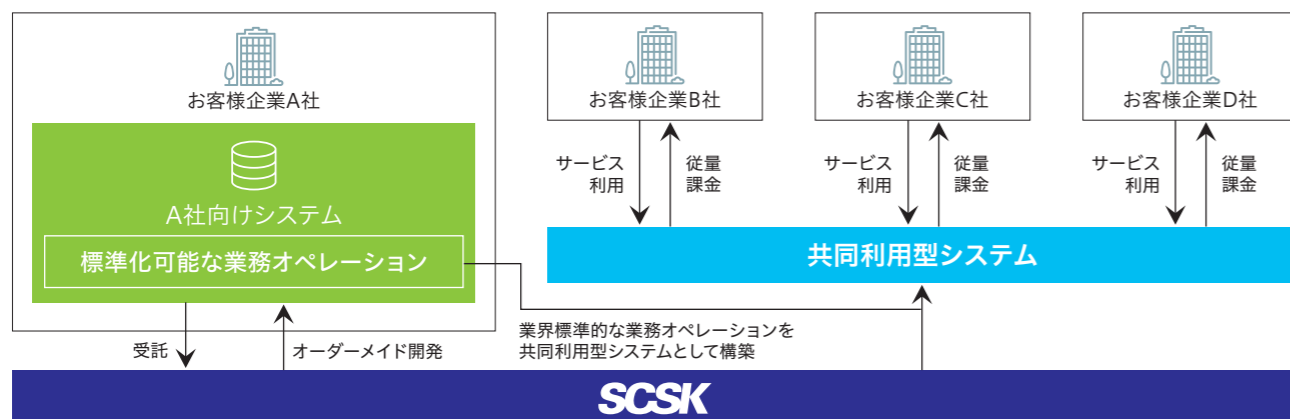 お客様企業A社
A社向けシステム
標準化可能な業務オペレーション
受託
オーダーメイド開発
お客様企業B社
お客様企業C社
お客様企業D社
サービス
利用
従量
課金
サービス
利用
従量
課金
サービス
利用
従量
課金
共同利用型システム
業界標準的な業務オペレーションを
共同利用型システムとして構築
SCSK